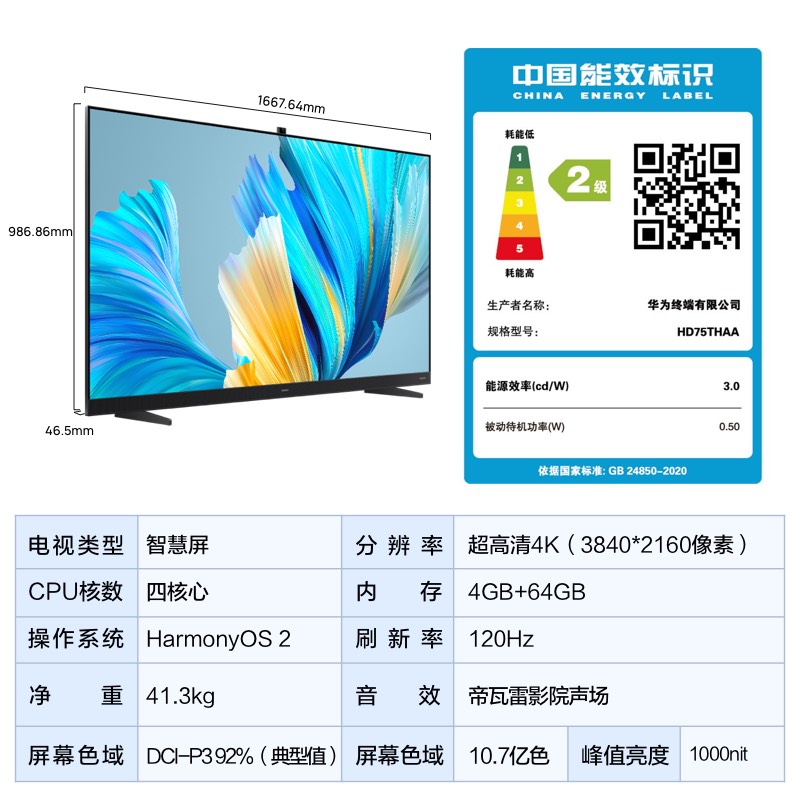 1667.64mm
986.86mm
46.5mm
中国能效标识
CHINA ENERGY LABEL
耗能低
1
2
3
4
5
耗能高
2级
生产者名称: 华为终端有限公司
规格型号: HD75THAA
能源效率(cd/W) 3.0
被动待机功率(W) 0.50
依据国家标准: GB 24850-2020
电视类型 智慧屏 分辨率 超高清4K（3840*2160像素）
CPU核数 四核心 内存 4GB+64GB
操作系统 HarmonyOS 2 刷新率 120Hz
净重 41.3kg 音效 帝瓦雷影院声场
屏幕色域 DCI-P3 92%（典型值） 屏幕色域 10.7亿色 峰值亮度 1000nit